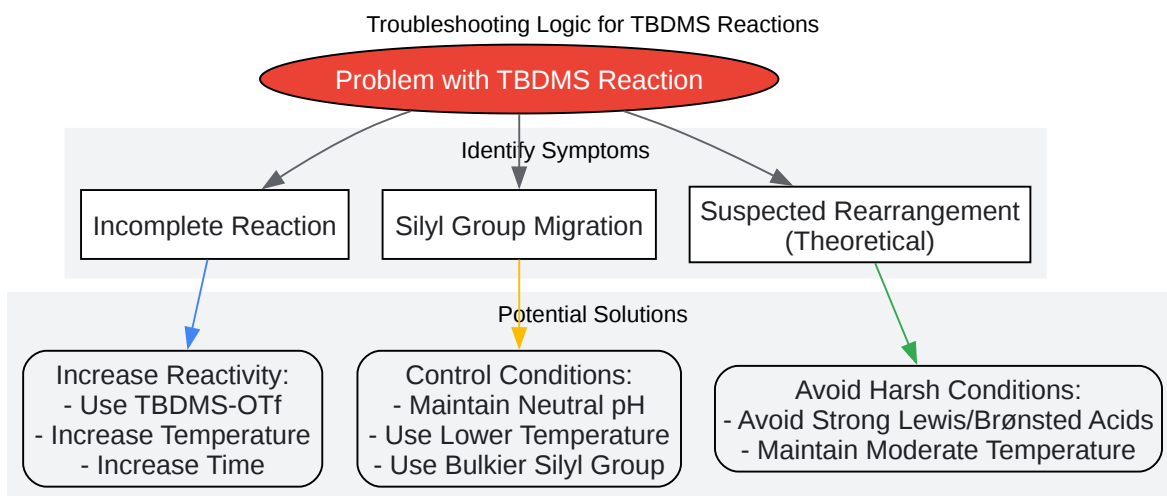 Troubleshooting Logic for TBDMS Reactions
Problem with TBDMS Reaction
Identify Symptoms
Incomplete Reaction
Silyl Group Migration
Suspected Rearrangement
(Theoretical)
Potential Solutions
Increase Reactivity:
- Use TBDMS-OTf
- Increase Temperature
- Increase Time
Control Conditions:
- Maintain Neutral pH
- Use Lower Temperature
- Use Bulkier Silyl Group
Avoid Harsh Conditions:
- Avoid Strong Lewis/Brønsted Acids
- Maintain Moderate Temperature